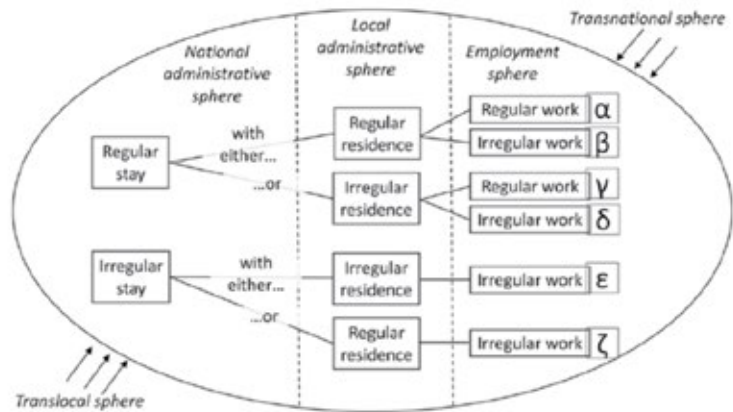 Transnational sphere
National
administrative
sphere
Local
administrative
sphere
Employment
sphere
Regular
stay
with
either...
...or
Regular
residence
Regular work α
Irregular work β
Irregular
residence
Regular work γ
Irregular work δ
Irregular
stay
with
either...
...or
Irregular
residence
Irregular work ε
Regular
residence
Irregular work ζ
Translocal sphere